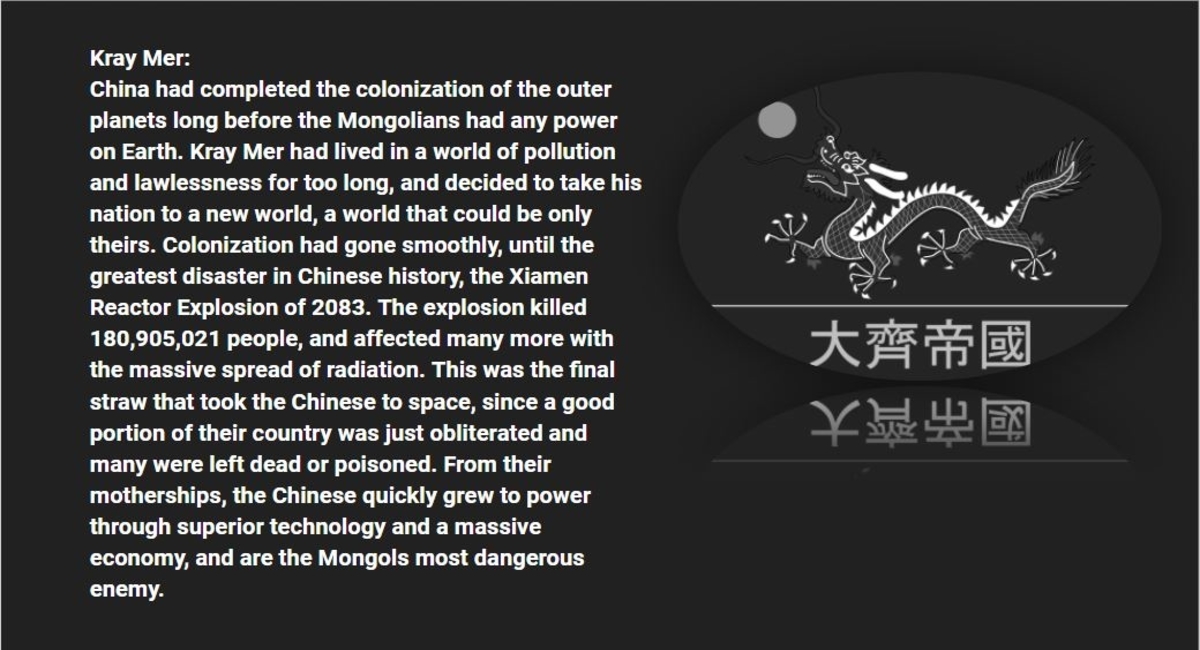 Kray Mer:
China had completed the colonization of the outer
planets long before the Mongolians had any power
on Earth. Kray Mer had lived in a world of pollution
and lawlessness for too long, and decided to take his
nation to a new world, a world that could be only
theirs. Colonization had gone smoothly, until the
greatest disaster in Chinese history, the Xiamen
Reactor Explosion of 2083. The explosion killed
180,905,021 people, and affected many more with
the massive spread of radiation. This was the final
straw that took the Chinese to space, since a good
portion of their country was just obliterated and
many were left dead or poisoned. From their
motherships, the Chinese quickly grew to power
through superior technology and a massive
economy, and are the Mongols most dangerous
enemy.
大齊帝國